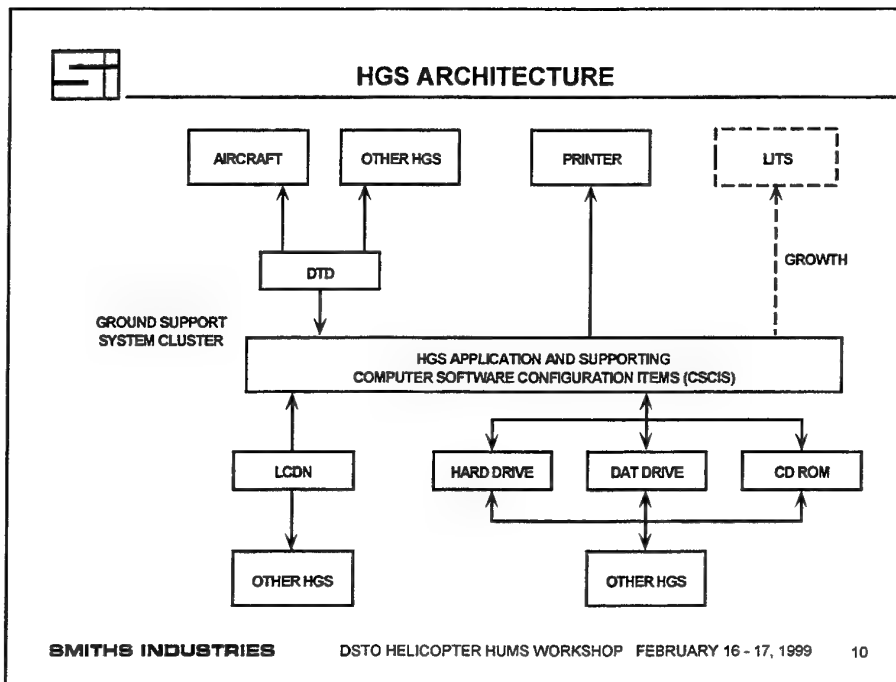 HGS ARCHITECTURE
AIRCRAFT
OTHER HGS
PRINTER
LITS
DTD
GROWTH
GROUND SUPPORT
SYSTEM CLUSTER
HGS APPLICATION AND SUPPORTING
COMPUTER SOFTWARE CONFIGURATION ITEMS (CSCIS)
LCDN
HARD DRIVE
DAT DRIVE
CD ROM
OTHER HGS
OTHER HGS
SMITHS INDUSTRIES DSTO HELICOPTER HUMS WORKSHOP FEBRUARY 16 - 17, 1999 10